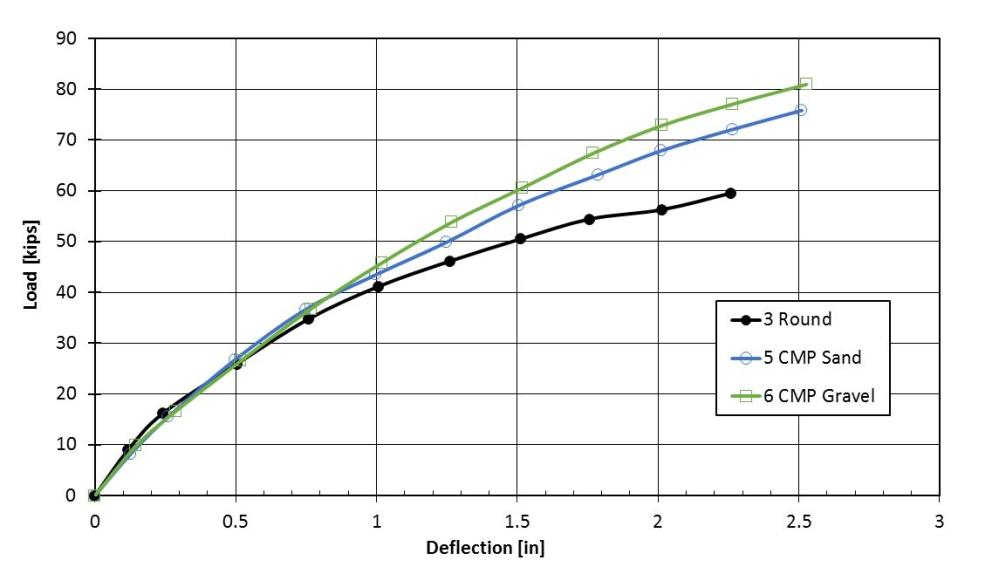 90
80
70
60
50
40
30
20
10
0
Load [kips]
3 Round
5 CMP Sand
6 CMP Gravel
0 0.5 1 1.5 2 2.5 3
Deflection [in]